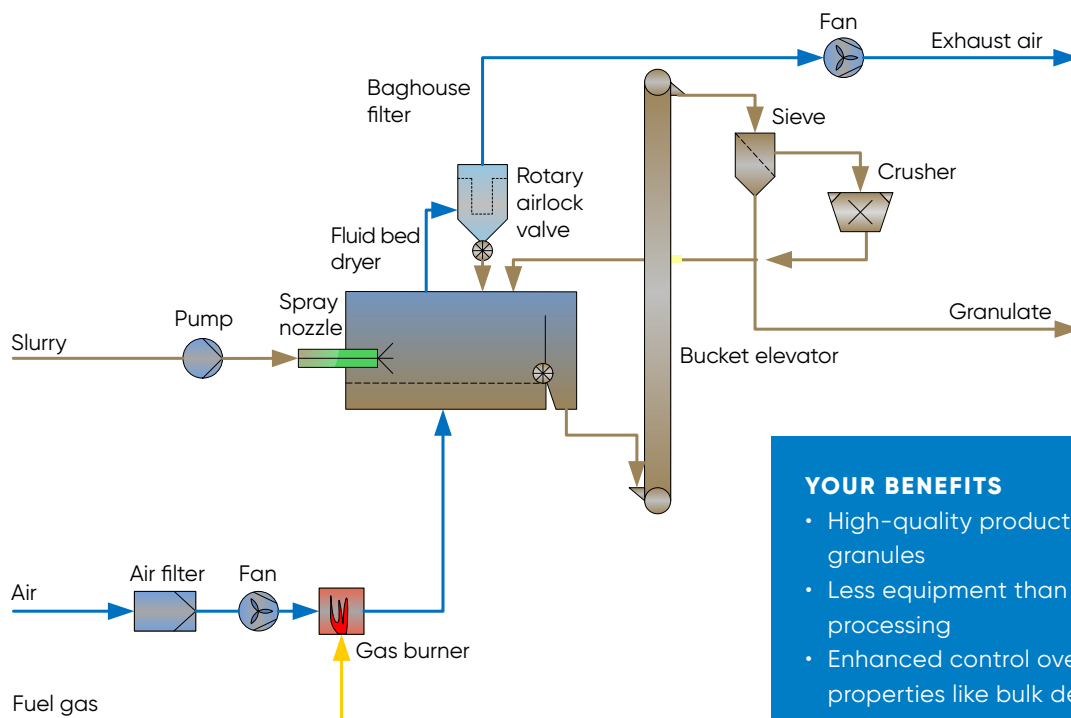 Fan
Exhaust air
Baghouse
filter
Sieve
Rotary
airlock
valve
Crusher
Fluid bed
dryer
Spray
nozzle
Pump
Slurry
Granulate
Bucket elevator
Air filter
Fan
Air
Gas burner
Fuel gas
YOUR BENEFITS
• High-quality product
granules
• Less equipment than
processing
• Enhanced control ove
properties like bulk de